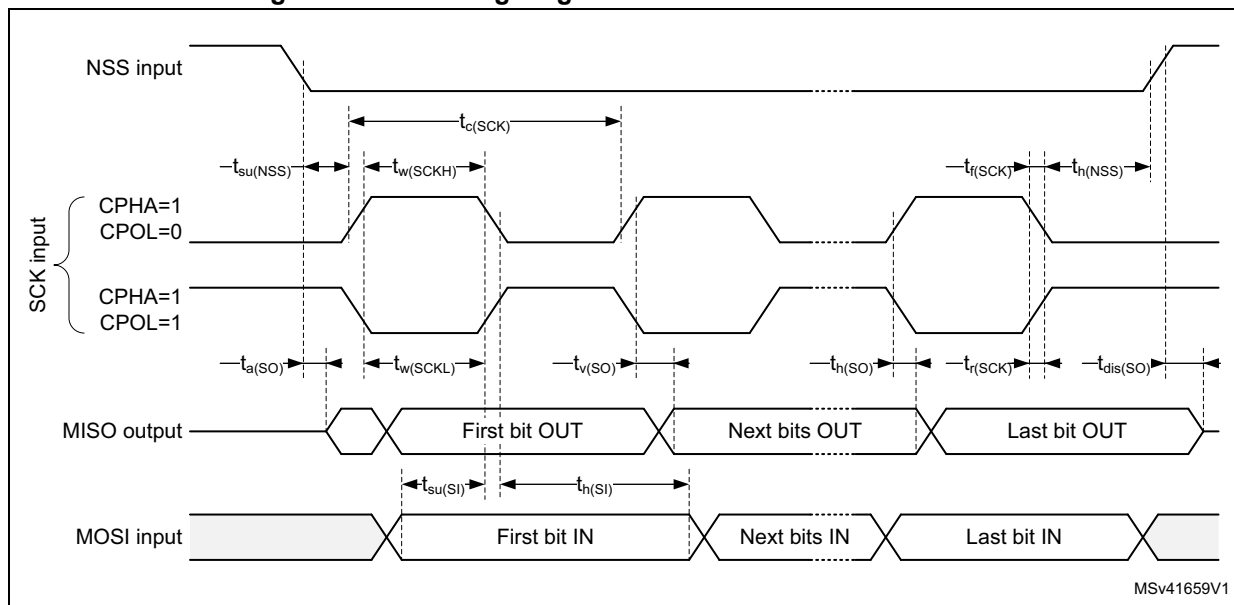 NSS input
tc(SCK)
tsu(NSS)
tw(SCKH)
tf(SCK)
th(NSS)
SCK input
CPHA=1
CPOL=0
CPHA=1
CPOL=1
ta(SO)
tw(SCKL)
tv(SO)
th(SO)
tr(SCK)
tdis(SO)
MISO output
First bit OUT
Next bits OUT
Last bit OUT
tsu(SI)
th(SI)
MOSI input
First bit IN
Next bits IN
Last bit IN
MSv41659V1